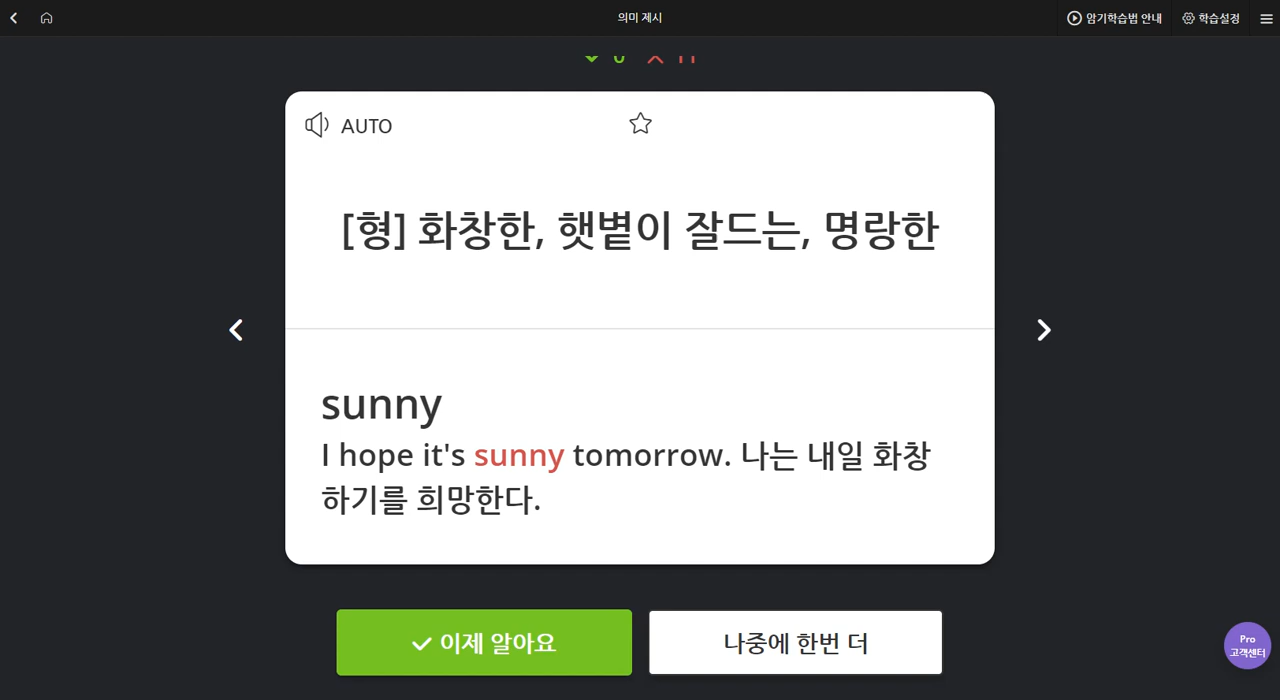 의미 제시
암기학습법 안내
학습설정
AUTO
[형] 화창한, 햇볕이 잘드는, 명랑한
sunny
I hope it's sunny tomorrow. 나는 내일 화창
하기를 희망한다.
이제 알아요
나중에 한번 더
Pro
고객센터